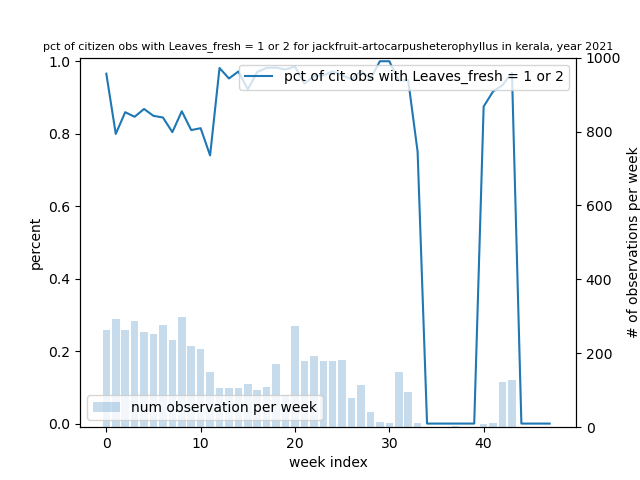 pct of citizen obs with Leaves_fresh = 1 or 2 for jackfruit-artocarpusheterophyllus in kerala, year 2021
pct of cit obs with Leaves_fresh = 1 or 2
num observation per week
percent
# of observations per week
week index
1.0
0.8
0.6
0.4
0.2
0.0
1000
800
600
400
200
0
0
10
20
30
40